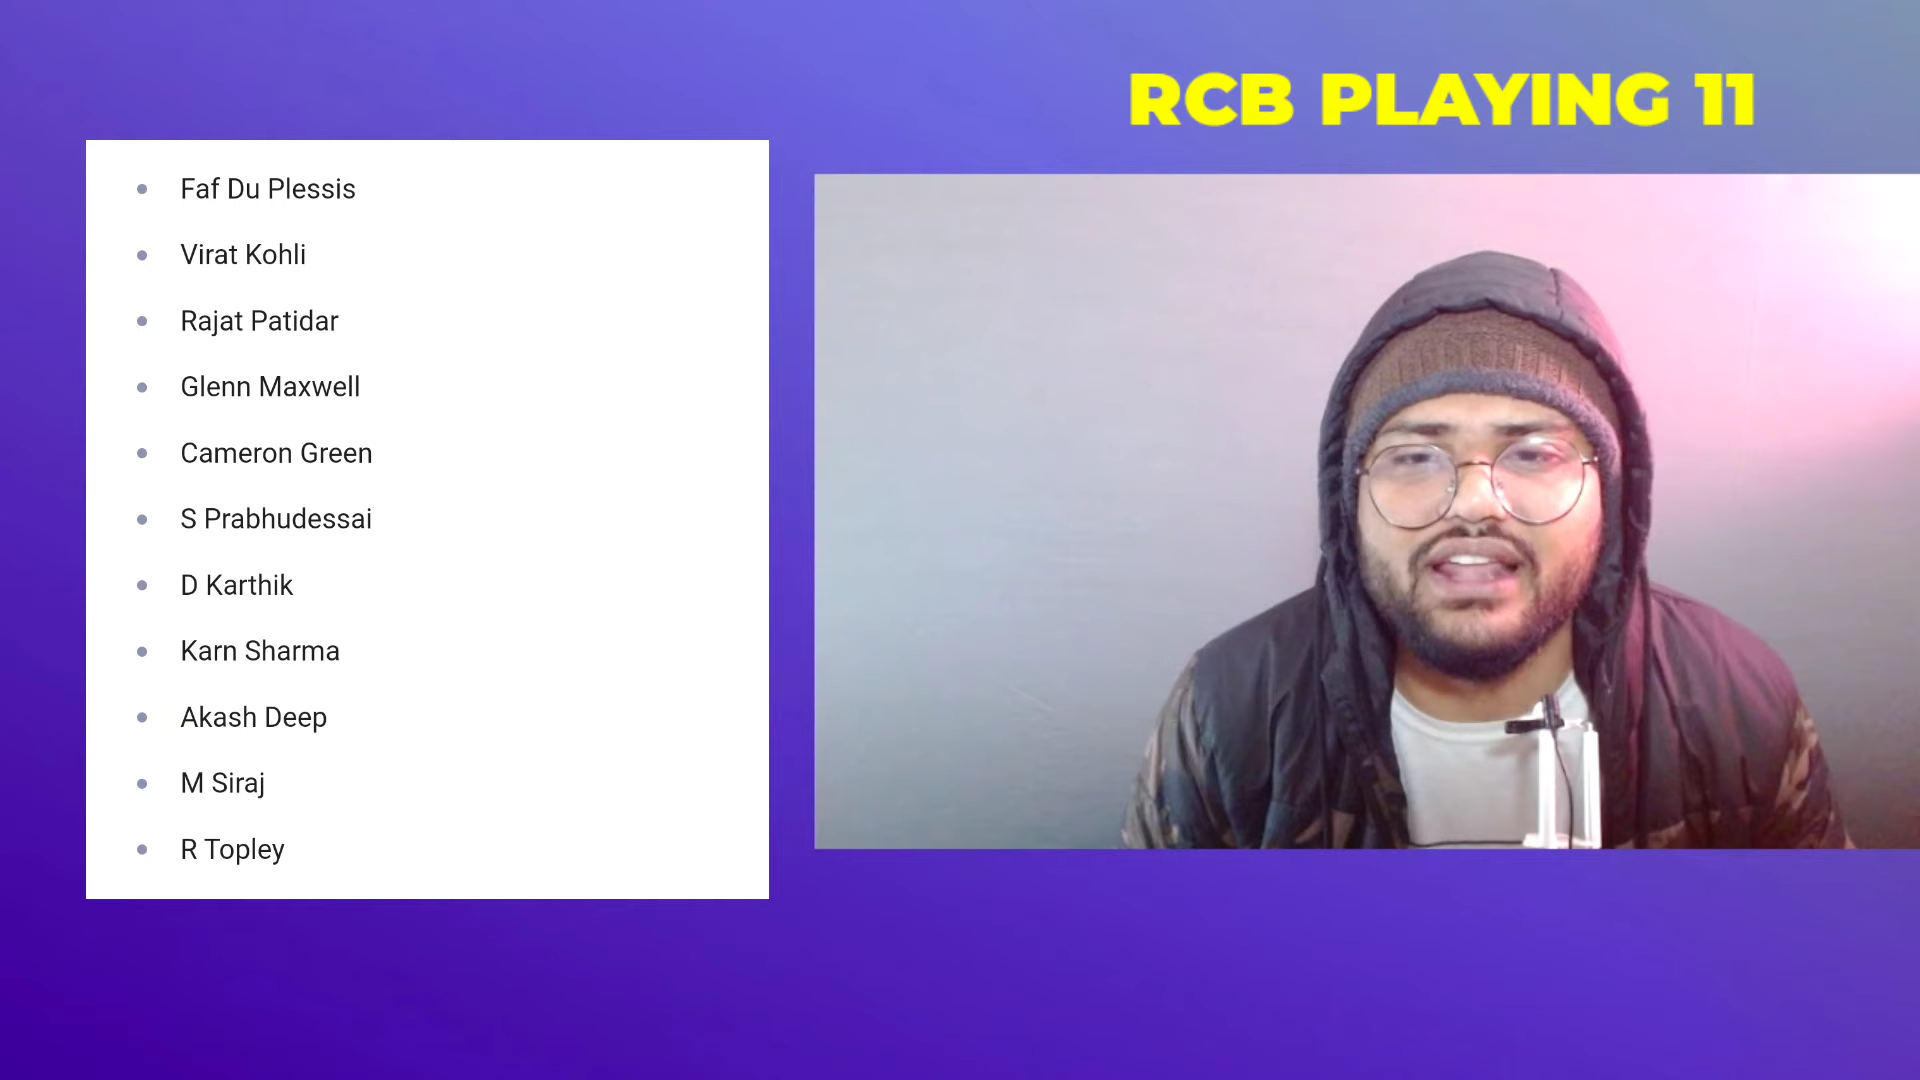 RCB PLAYING 11
Faf Du Plessis
Virat Kohli
Rajat Patidar
Glenn Maxwell
Cameron Green
S Prabhudessai
D Karthik
Karn Sharma
Akash Deep
M Siraj
R Topley